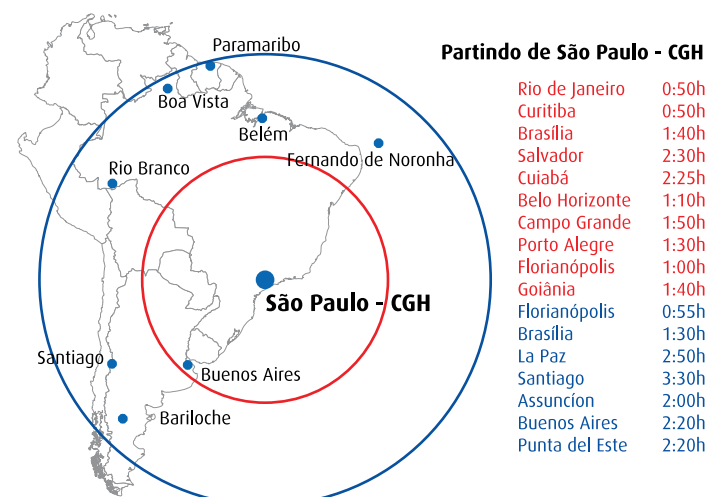 Paramaribo
Boa Vista
Belém
Fernando de Noronha
Rio Branco
São Paulo - CGH
Santiago
Buenos Aires
Bariloche
Partindo de São Paulo - CGH
Rio de Janeiro 0:50h
Curitiba 0:50h
Brasília 1:40h
Salvador 2:30h
Cuiabá 2:25h
Belo Horizonte 1:10h
Campo Grande 1:50h
Porto Alegre 1:30h
Florianópolis 1:00h
Goiânia 1:40h
Florianópolis 0:55h
Brasília 1:30h
La Paz 2:50h
Santiago 3:30h
Assuncíon 2:00h
Buenos Aires 2:20h
Punta del Este 2:20h